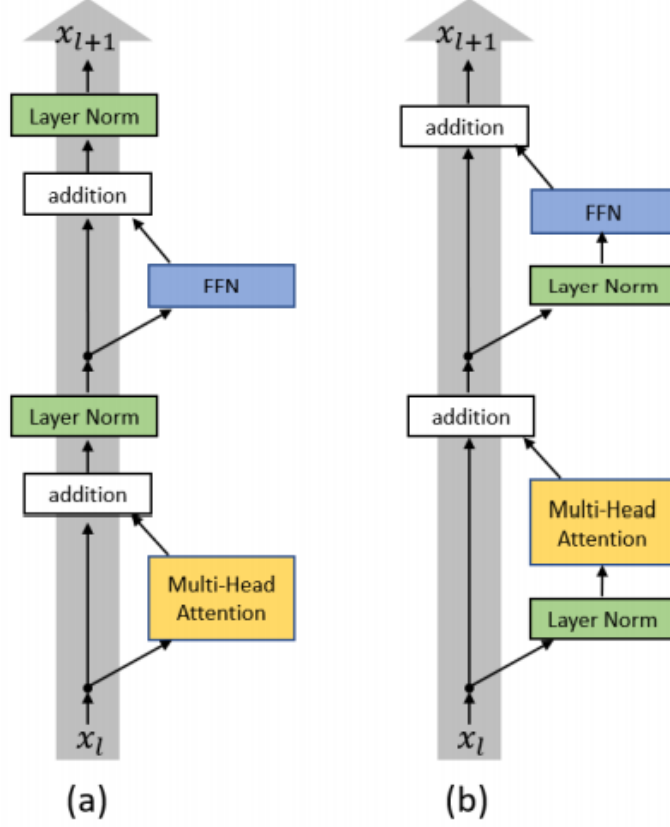 x_{l+1}
Layer Norm
addition
FFN
Layer Norm
addition
Multi-Head
Attention
x_l
(a)
x_{l+1}
addition
FFN
Layer Norm
addition
Multi-Head
Attention
Layer Norm
x_l
(b)